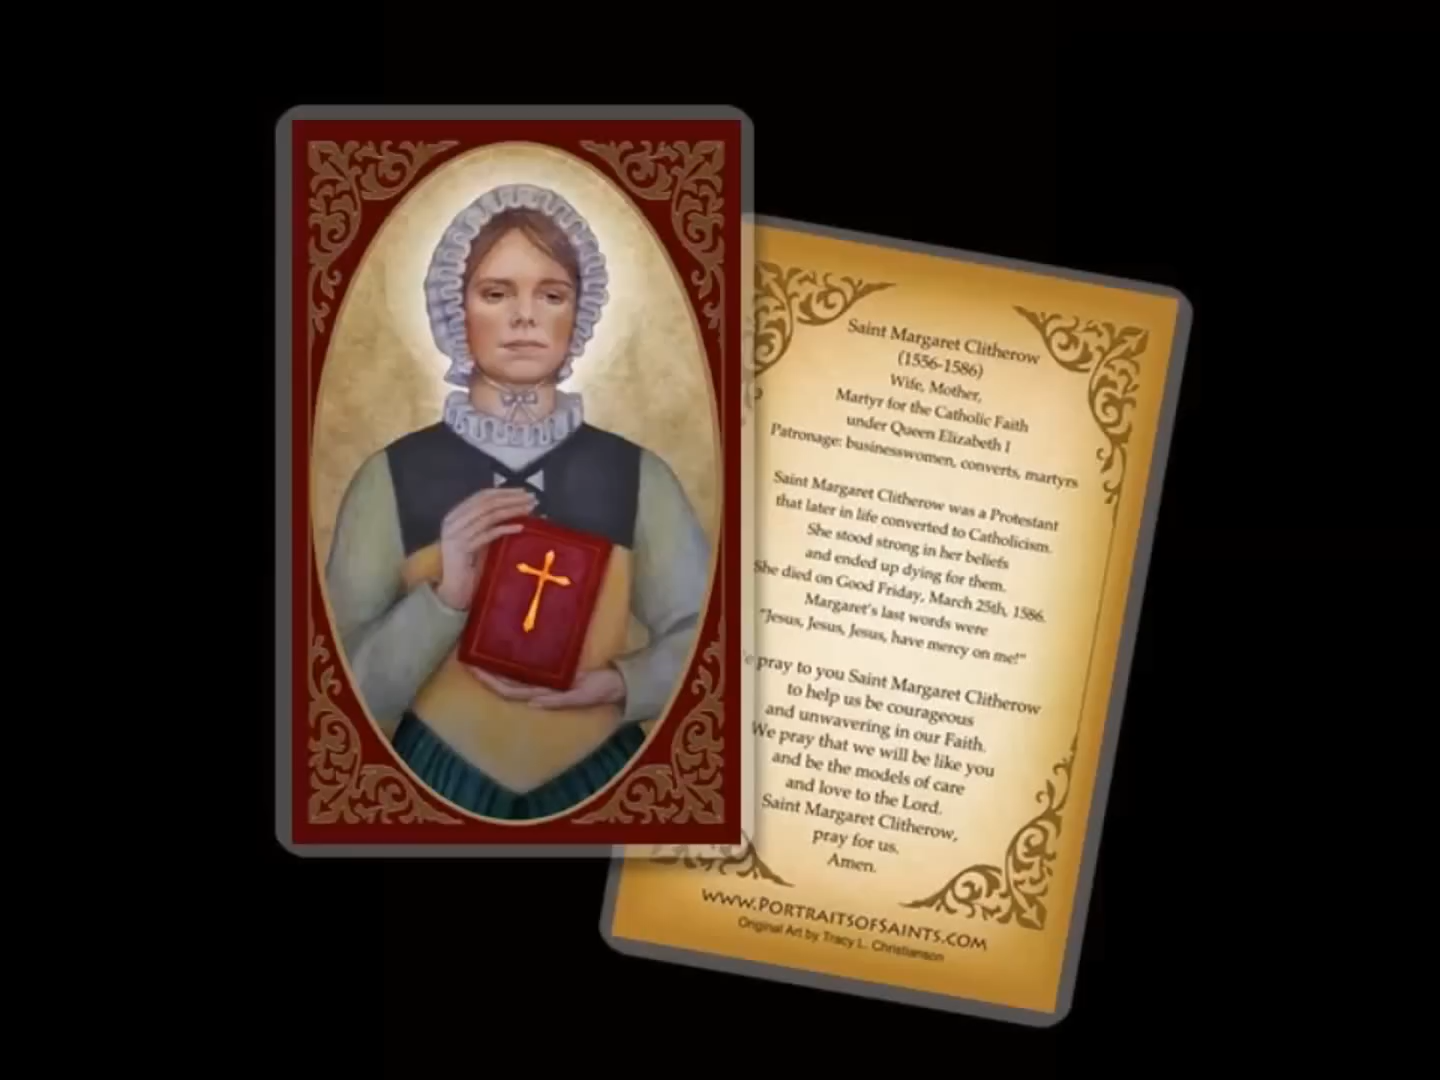 Saint Margaret Clitherow
(1556-1586)
Wife, Mother,
Martyr for the Catholic Faith
under Queen Elizabeth I
Patronage: businesswomen, converts, martyrs
Saint Margaret Clitherow was a Protestant
that later in life converted to Catholicism.
She stood strong in her beliefs
and ended up dying for them.
She died on Good Friday, March 25th, 1586.
Margaret's last words were
"Jesus, Jesus, Jesus, have mercy on me!"
We pray to you Saint Margaret Clitherow
to help us be courageous
and unwavering in our Faith.
We pray that we will be like you
and be the models of care
and love to the Lord.
Saint Margaret Clitherow,
pray for us.
Amen.
www.PortraitsofSaints.com
Original Art by Tracy L. Christianson